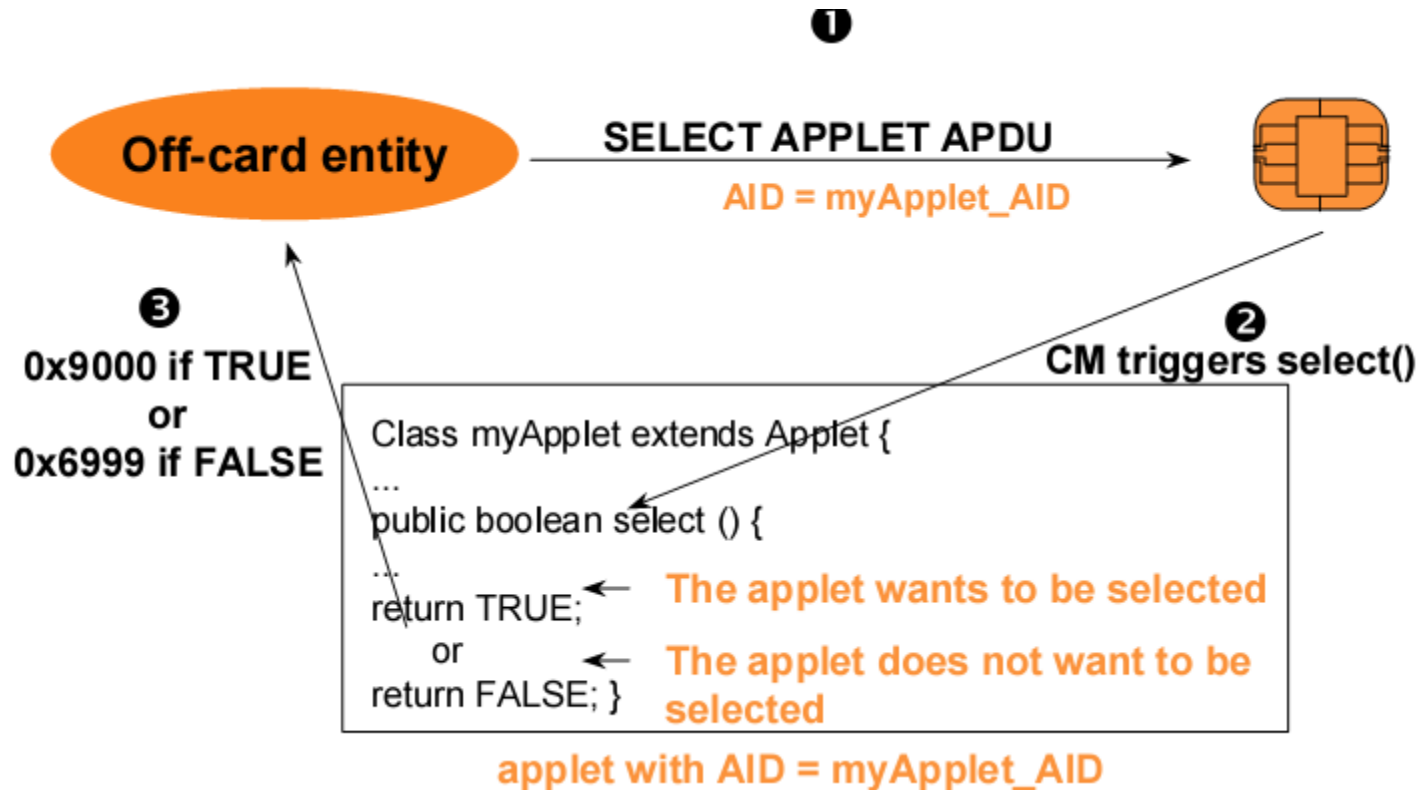 ❶
Off-card entity
SELECT APPLET APDU
AID = myApplet_AID
❷
CM triggers select()
❸
0x9000 if TRUE
or
0x6999 if FALSE
Class myApplet extends Applet {
...
public boolean select () {
...
return TRUE;
The applet wants to be selected
or
return FALSE; }
The applet does not want to be
selected
applet with AID = myApplet_AID